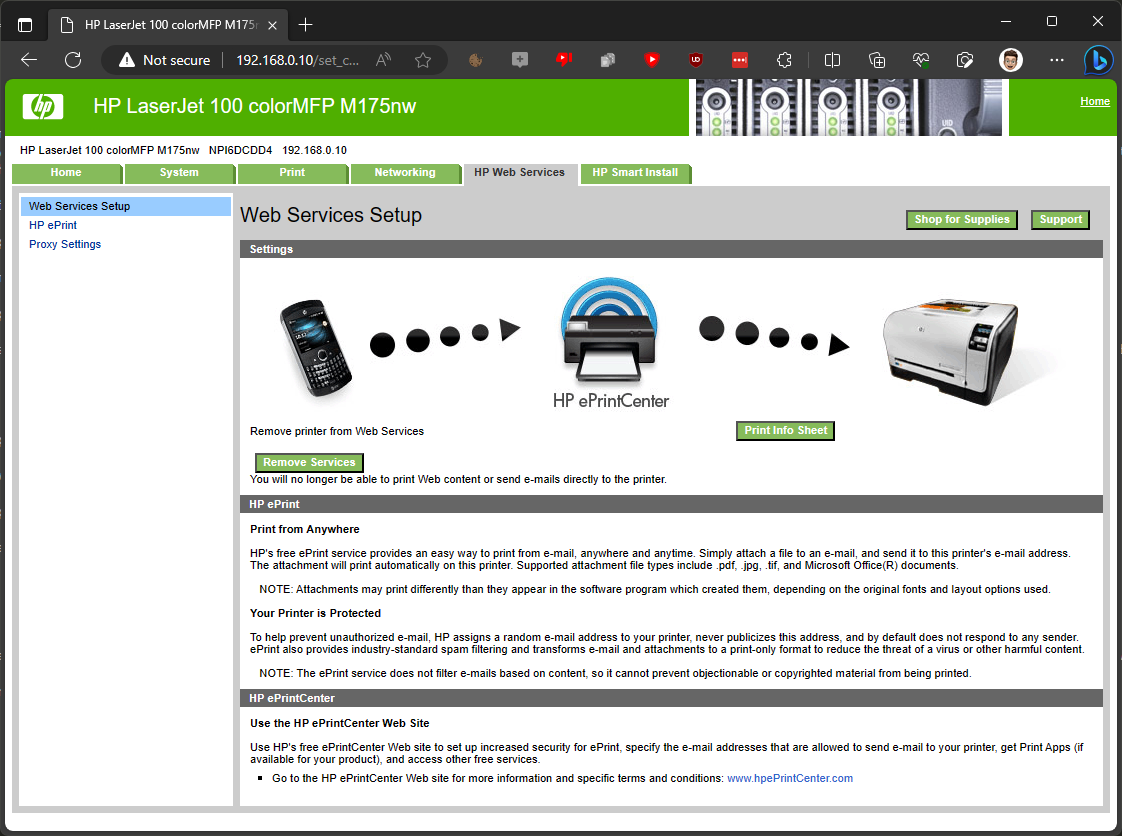 HP LaserJet 100 colorMFP M175
Not secure
192.168.0.10/set_c...
hp
HP LaserJet 100 colorMFP M175nw
UID
Home
HP LaserJet 100 colorMFP M175nw NPI6DCDD4 192.168.0.10
Home System Print Networking HP Web Services HP Smart Install
Web Services Setup
HP ePrint
Proxy Settings
Web Services Setup
Shop for Supplies Support
Settings
HP ePrintCenter
Remove printer from Web Services
Print Info Sheet
Remove Services
You will no longer be able to print Web content or send e-mails directly to the printer.
HP ePrint
Print from Anywhere
HP's free ePrint service provides an easy way to print from e-mail, anywhere and anytime. Simply attach a file to an e-mail, and send it to this printer's e-mail address.
The attachment will print automatically on this printer. Supported attachment file types include .pdf, .jpg, .tif, and Microsoft Office(R) documents.
NOTE: Attachments may print differently than they appear in the software program which created them, depending on the original fonts and layout options used.
Your Printer is Protected
To help prevent unauthorized e-mail, HP assigns a random e-mail address to your printer, never publicizes this address, and by default does not respond to any sender.
ePrint also provides industry-standard spam filtering and transforms e-mail and attachments to a print-only format to reduce the threat of a virus or other harmful content.
NOTE: The ePrint service does not filter e-mails based on content, so it cannot prevent objectionable or copyrighted material from being printed.
HP ePrintCenter
Use the HP ePrintCenter Web Site
Use HP's free ePrintCenter Web site to set up increased security for ePrint, specify the e-mail addresses that are allowed to send e-mail to your printer, get Print Apps (if
available for your product), and access other free services.
Go to the HP ePrintCenter Web site for more information and specific terms and conditions: www.hpePrintCenter.com